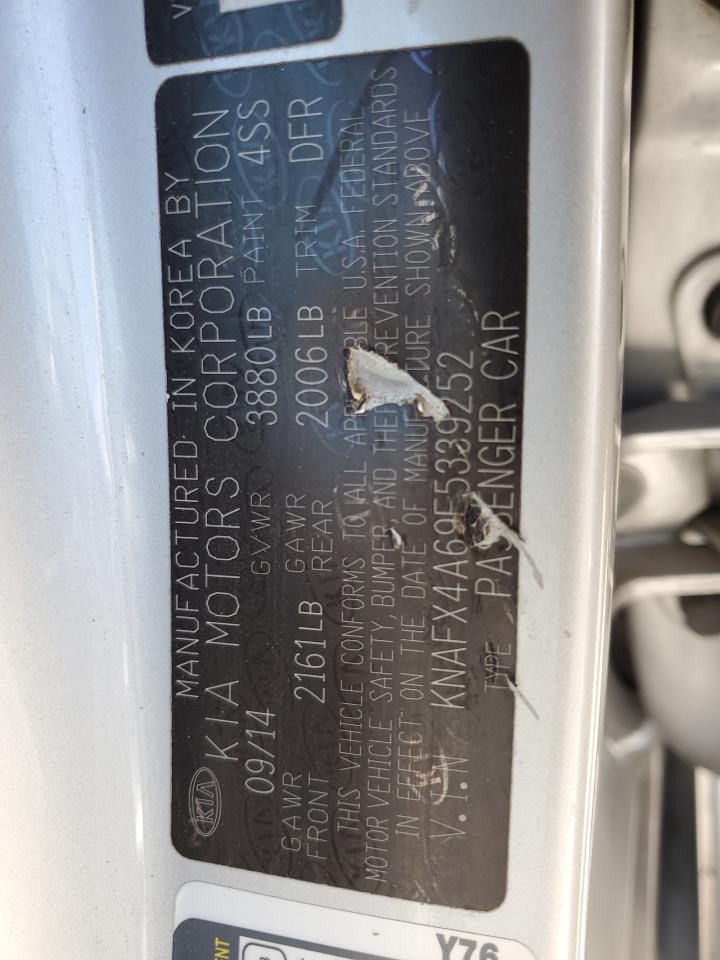 V
MANUFACTURED IN KOREA BY
KIA KIA MOTORS CORPORATION
09/14 GVWR 3880LB PAINT 4SS
GAWR FRONT 2161LB GAWR REAR 2006LB TRIM DFR
THIS VEHICLE CONFORMS TO ALL APPLICABLE U.S.A FEDERAL
MOTOR VEHICLE SAFETY, BUMPER, AND THEFT PREVENTION STANDARDS
IN EFFECT ON THE DATE OF MANUFACTURE SHOWN ABOVE
V.I.N KNAFX4A69F5339252
TYPE PASSENGER CAR
Y76